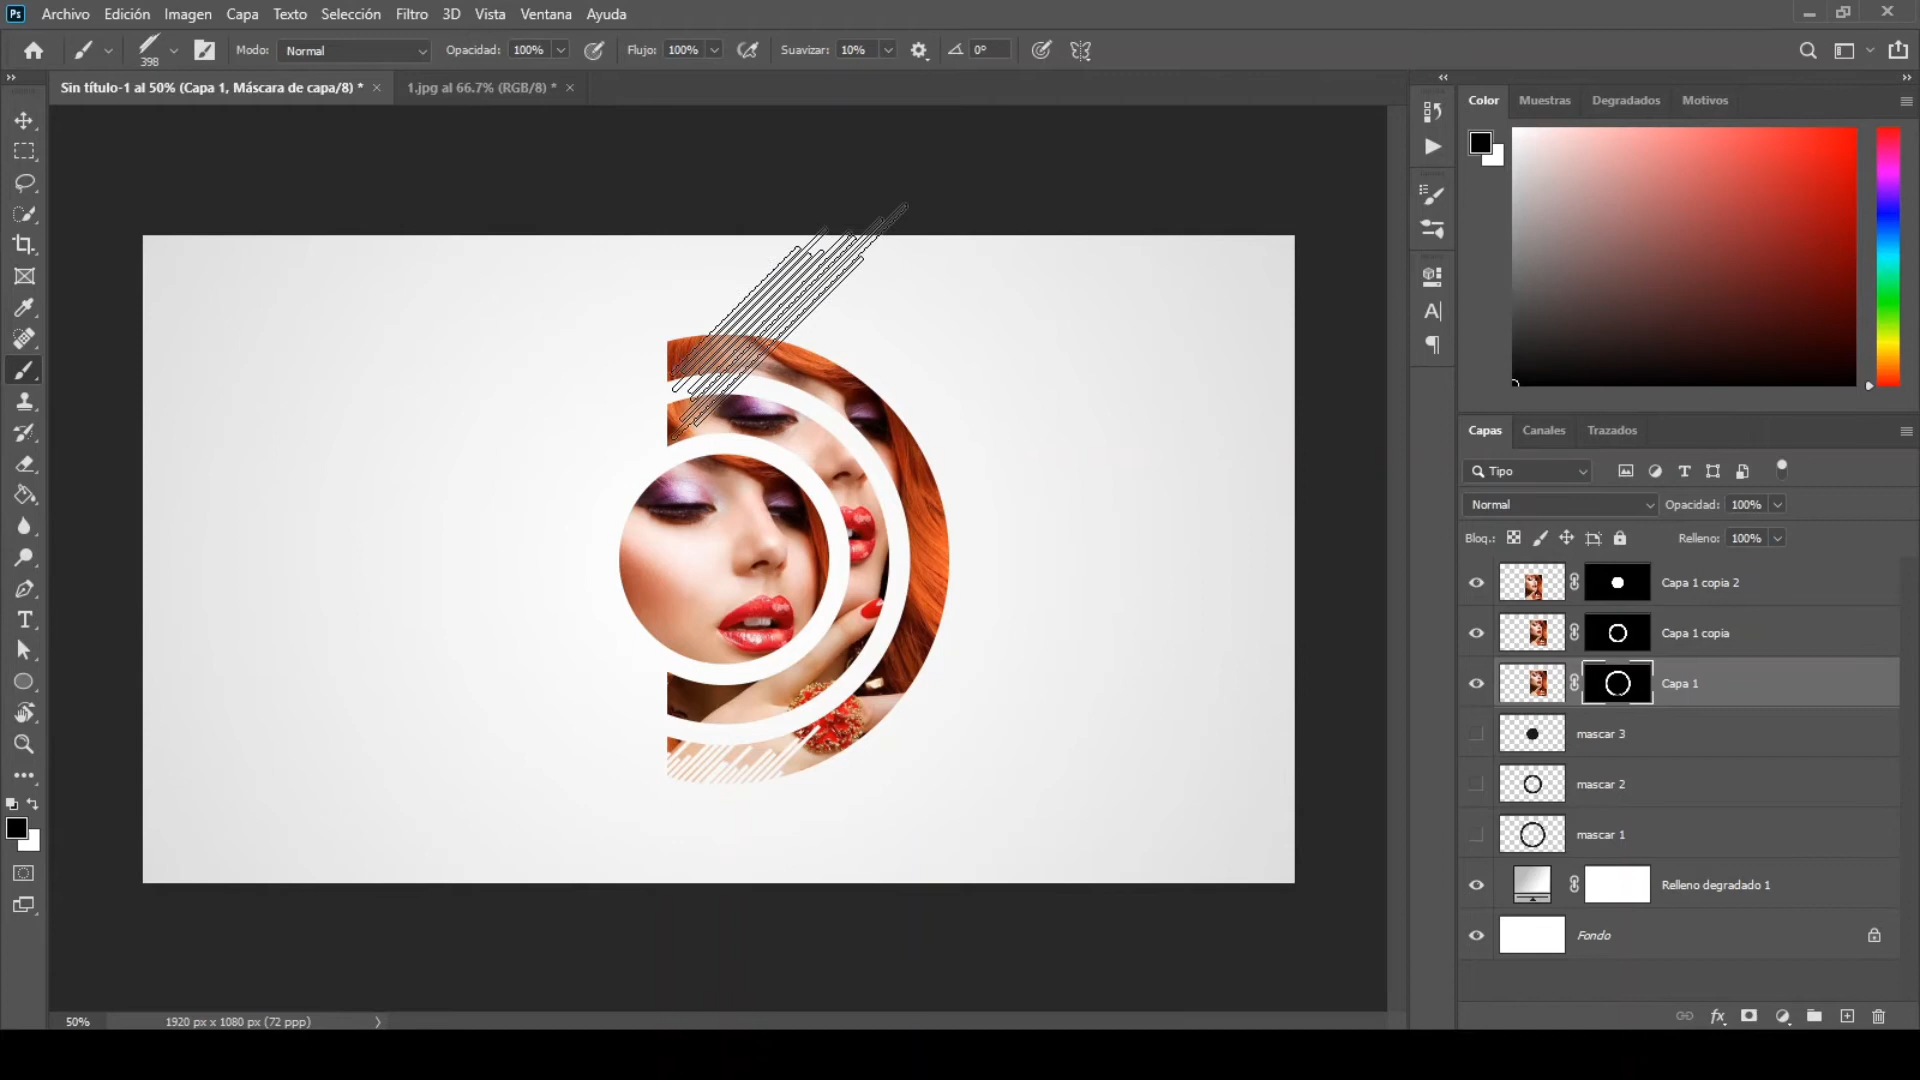 Ps Archivo Edición Imagen Capa Texto Selección Filtro 3D Vista Ventana Ayuda
398 Modo: Normal Opacidad: 100% Flujo: 100% Suavizar: 10% 0°
Sin título-1 al 50% (Capa 1, Máscara de capa/8) * 1.jpg al 66.7% (RGB/8) *
Color Muestras Degradados Motivos
Capas Canales Trazados
Tipo
Normal Opacidad: 100%
Bloq.: Relleno: 100%
Capa 1 copia 2
Capa 1 copia
Capa 1
mascar 3
mascar 2
mascar 1
Relleno degradado 1
Fondo
fx
50% 1920 px x 1080 px (72 ppp)